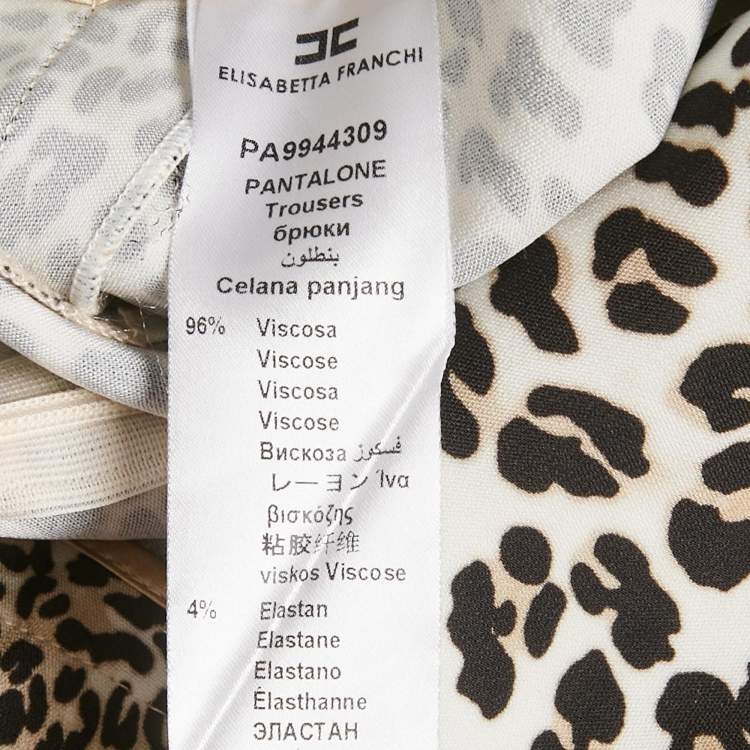 ELISABETTA FRANCHI
PA9944309
PANTALONE
Trousers
брюки
بنطلون
Celana panjang
96% Viscosa
Viscose
Viscosa
Viscose
Вискоза فسكوز
レーヨン Ίνα
βισκόζης
粘胶纤维
viskos Viscose
4% Elastan
Elastane
Elastano
Élasthanne
ЭЛАСТАН